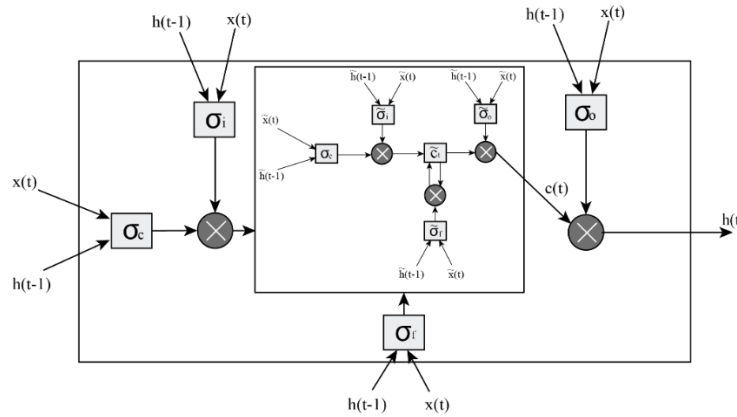 h(t-1) x(t)
h(t-1) x(t)
σi
σo
h̃(t-1) x̃(t)
h̃(t-1) x̃(t)
σ̃i
σ̃o
x̃(t)
σc
c̃t
h̃(t-1)
x(t)
c(t)
σc
h(t
σ̃f
h(t-1)
h̃(t-1) x̃(t)
σf
h(t-1) x(t)